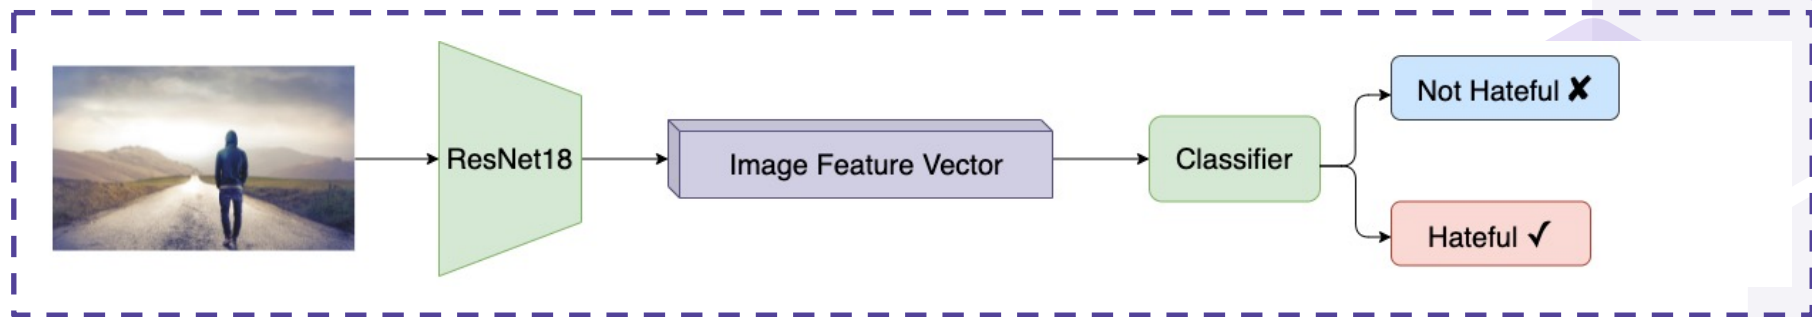 ResNet18
Image Feature Vector
Classifier
Not Hateful ✘
Hateful ✓